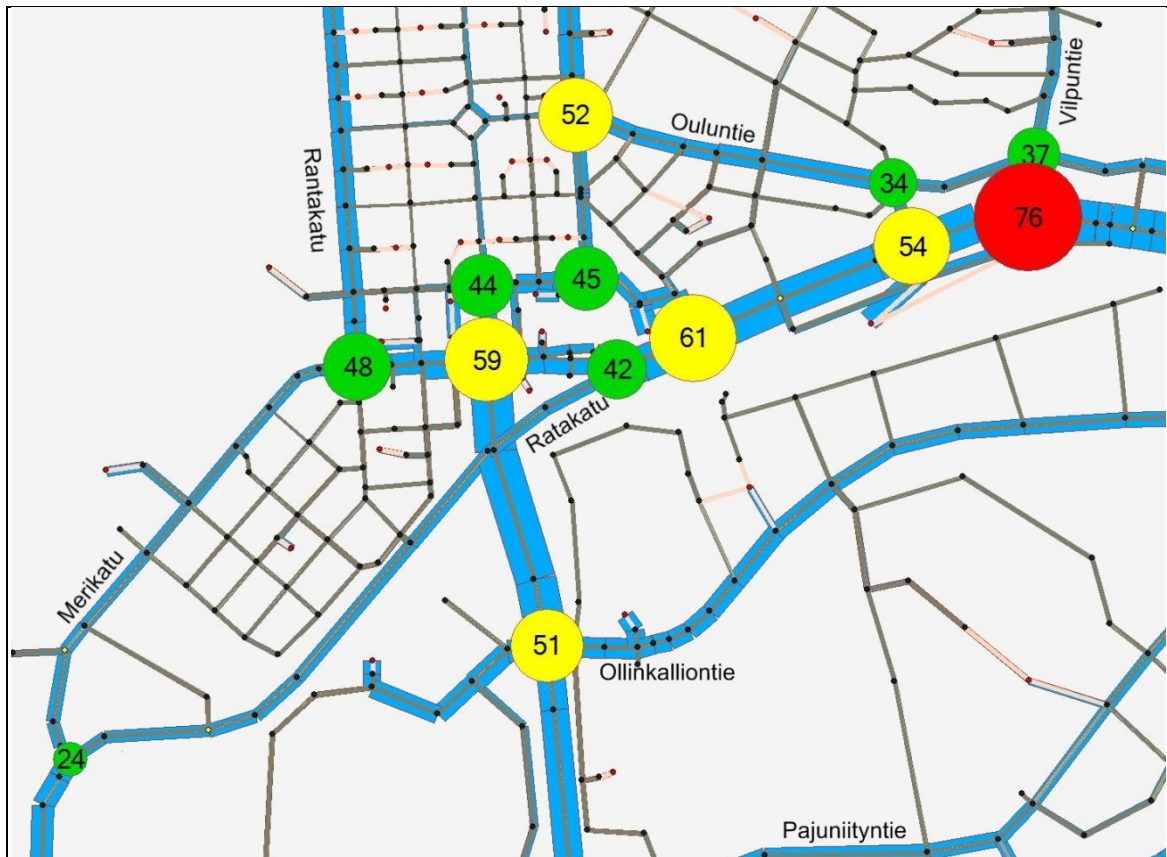 Vilpuntie
52
Ouluntie
37
34
Rantakatu
76
54
44
45
61
59
48
42
Ratakatu
Merikatu
51
Ollinkalliontie
24
Pajuniityntie